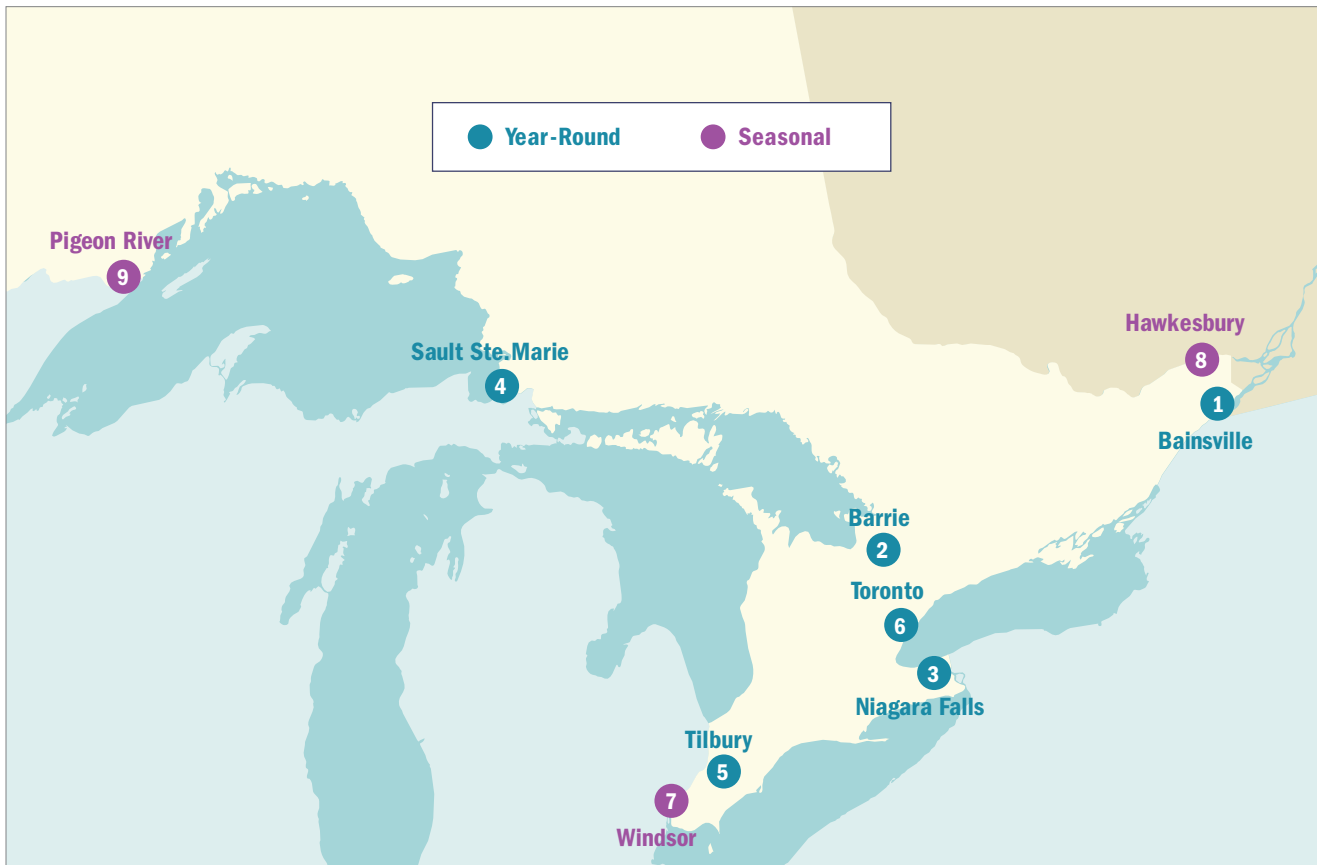 Year-Round
Seasonal
Pigeon River
9
Hawkesbury
8
Sault Ste.Marie
4
1
Bainsville
Barrie
2
Toronto
6
3
Niagara Falls
Tilbury
5
7
Windsor